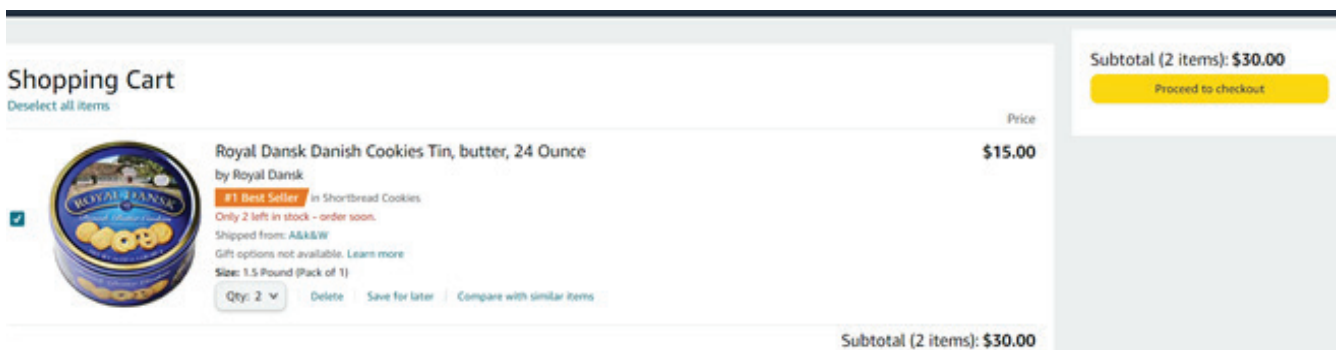 Subtotal (2 items): $30.00
Proceed to checkout
Shopping Cart
Deselect all items
Price
Royal Dansk Danish Cookies Tin, butter, 24 Ounce
$15.00
by Royal Dansk
#1 Best Seller in Shortbread Cookies
Only 2 left in stock - order soon.
Shipped from: A&k&W
Gift options not available. Learn more
Size: 1.5 Pound (Pack of 1)
Qty: 2 Delete Save for later Compare with similar items
ROYAL DANSK
Subtotal (2 items): $30.00